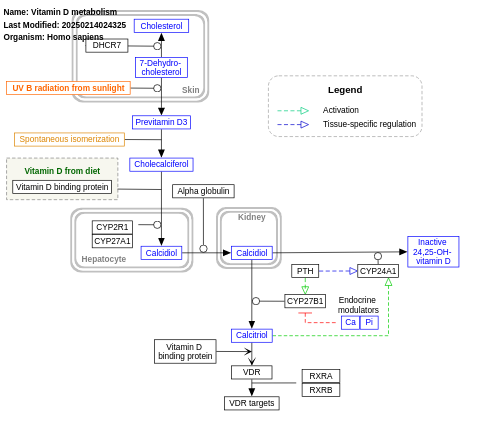 Name: Vitamin D metabolism
Last Modified: 20250214024325
Organism: Homo sapiens
Cholesterol
DHCR7
7-Dehydro-
cholesterol
UV B radiation from sunlight
Skin
Previtamin D3
Spontaneous isomerization
Cholecalciferol
Vitamin D from diet
Vitamin D binding protein
Alpha globulin
Legend
Activation
Tissue-specific regulation
CYP2R1
CYP27A1
Calcidiol
Hepatocyte
Kidney
Calcidiol
Inactive
24,25-OH-
vitamin D
PTH
CYP24A1
CYP27B1
Endocrine
modulators
Ca
Pi
Calcitriol
Vitamin D
binding protein
VDR
RXRA
RXRB
VDR targets